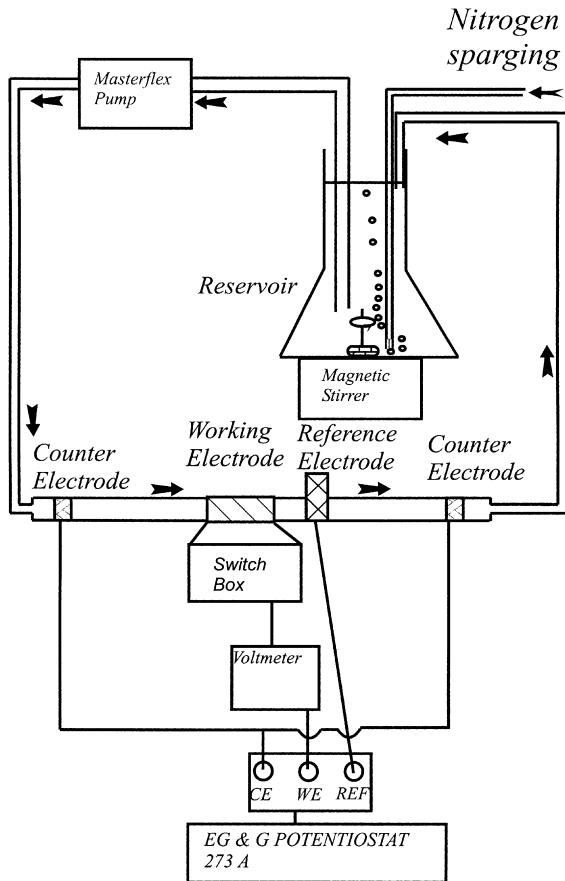 Nitrogen
sparging
Masterflex
Pump
Reservoir
Magnetic
Stirrer
Counter
Electrode
Working
Electrode
Reference
Electrode
Counter
Electrode
Switch
Box
Voltmeter
CE WE REF
EG & G POTENTIOSTAT
273 A